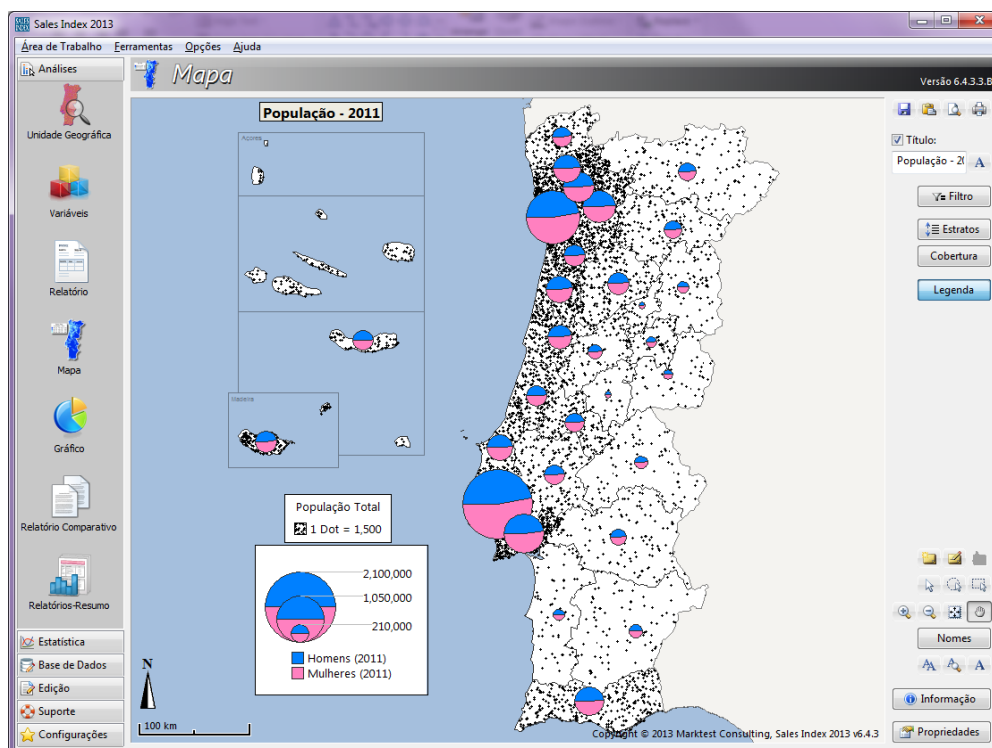 SALES INDEX
Sales Index 2013
Área de Trabalho Ferramentas Opções Ajuda
Análises
Mapa
Versão 6.4.3.3.B
Unidade Geográfica
Variáveis
Relatório
Mapa
Gráfico
Relatório Comparativo
Relatórios-Resumo
Estatística
Base de Dados
Edição
Suporte
Configurações
População - 2011
Açores
Madeira
População Total
1 Dot = 1,500
2,100,000
1,050,000
210,000
Homens (2011)
Mulheres (2011)
N
100 km
Copyright © 2013 Marktest Consulting, Sales Index 2013 v6.4.3
Título:
População - 20
A
Filtro
Estratos
Cobertura
Legenda
Nomes
Informação
Propriedades